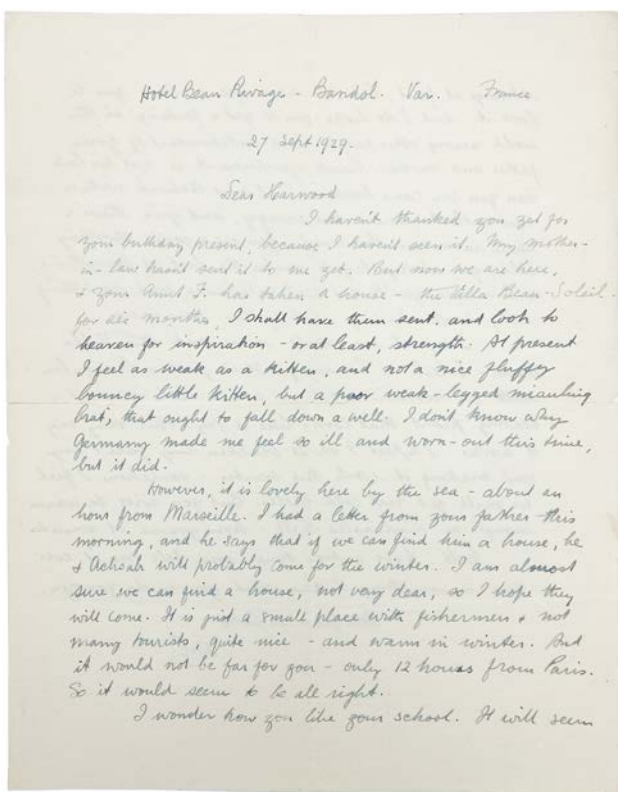 Hotel Beau Rivage - Bandol. Var. France
27 Sept 1929.
Dear Harwood
I haven't thanked you yet for
your birthday present, because I haven't seen it. My mother-
in-law hasn't sent it to me yet. But now we are here,
& your Aunt F. has taken a house - the Villa Beau-Soleil.
for six months, I shall have them sent. and look to
heaven for inspiration - or at least, strength. At present
I feel as weak as a kitten, and not a nice fluffy
bouncy little kitten, but a poor weak-legged miauling
brat, that ought to fall down a well. I don't know why
Germany made me feel so ill and worn-out this time,
but it did.
However, it is lovely here by the sea - about an
hour from Marseille. I had a letter from your father this
morning, and he says that if we can find him a house, he
& Achsah will probably come for the winter. I am almost
sure we can find a house, not very dear, so I hope they
will come. It is just a small place with fishermen & not
many tourists, quite nice - and warm in winter. And
it would not be far for you - only 12 hours from Paris.
So it would seem to be all right.
I wonder how you like your school. It will seem